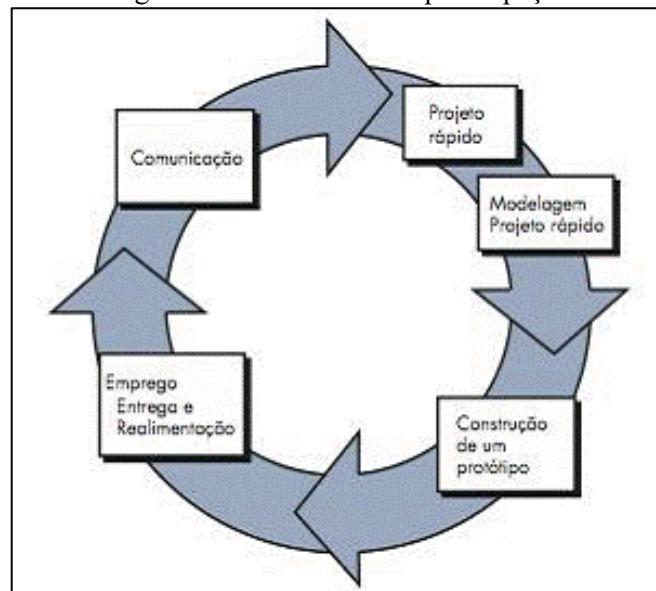 Comunicação
Projeto
rápido
Modelagem
Projeto rápido
Construção
de um
protótipo
Emprego
Entrega e
Realimentação